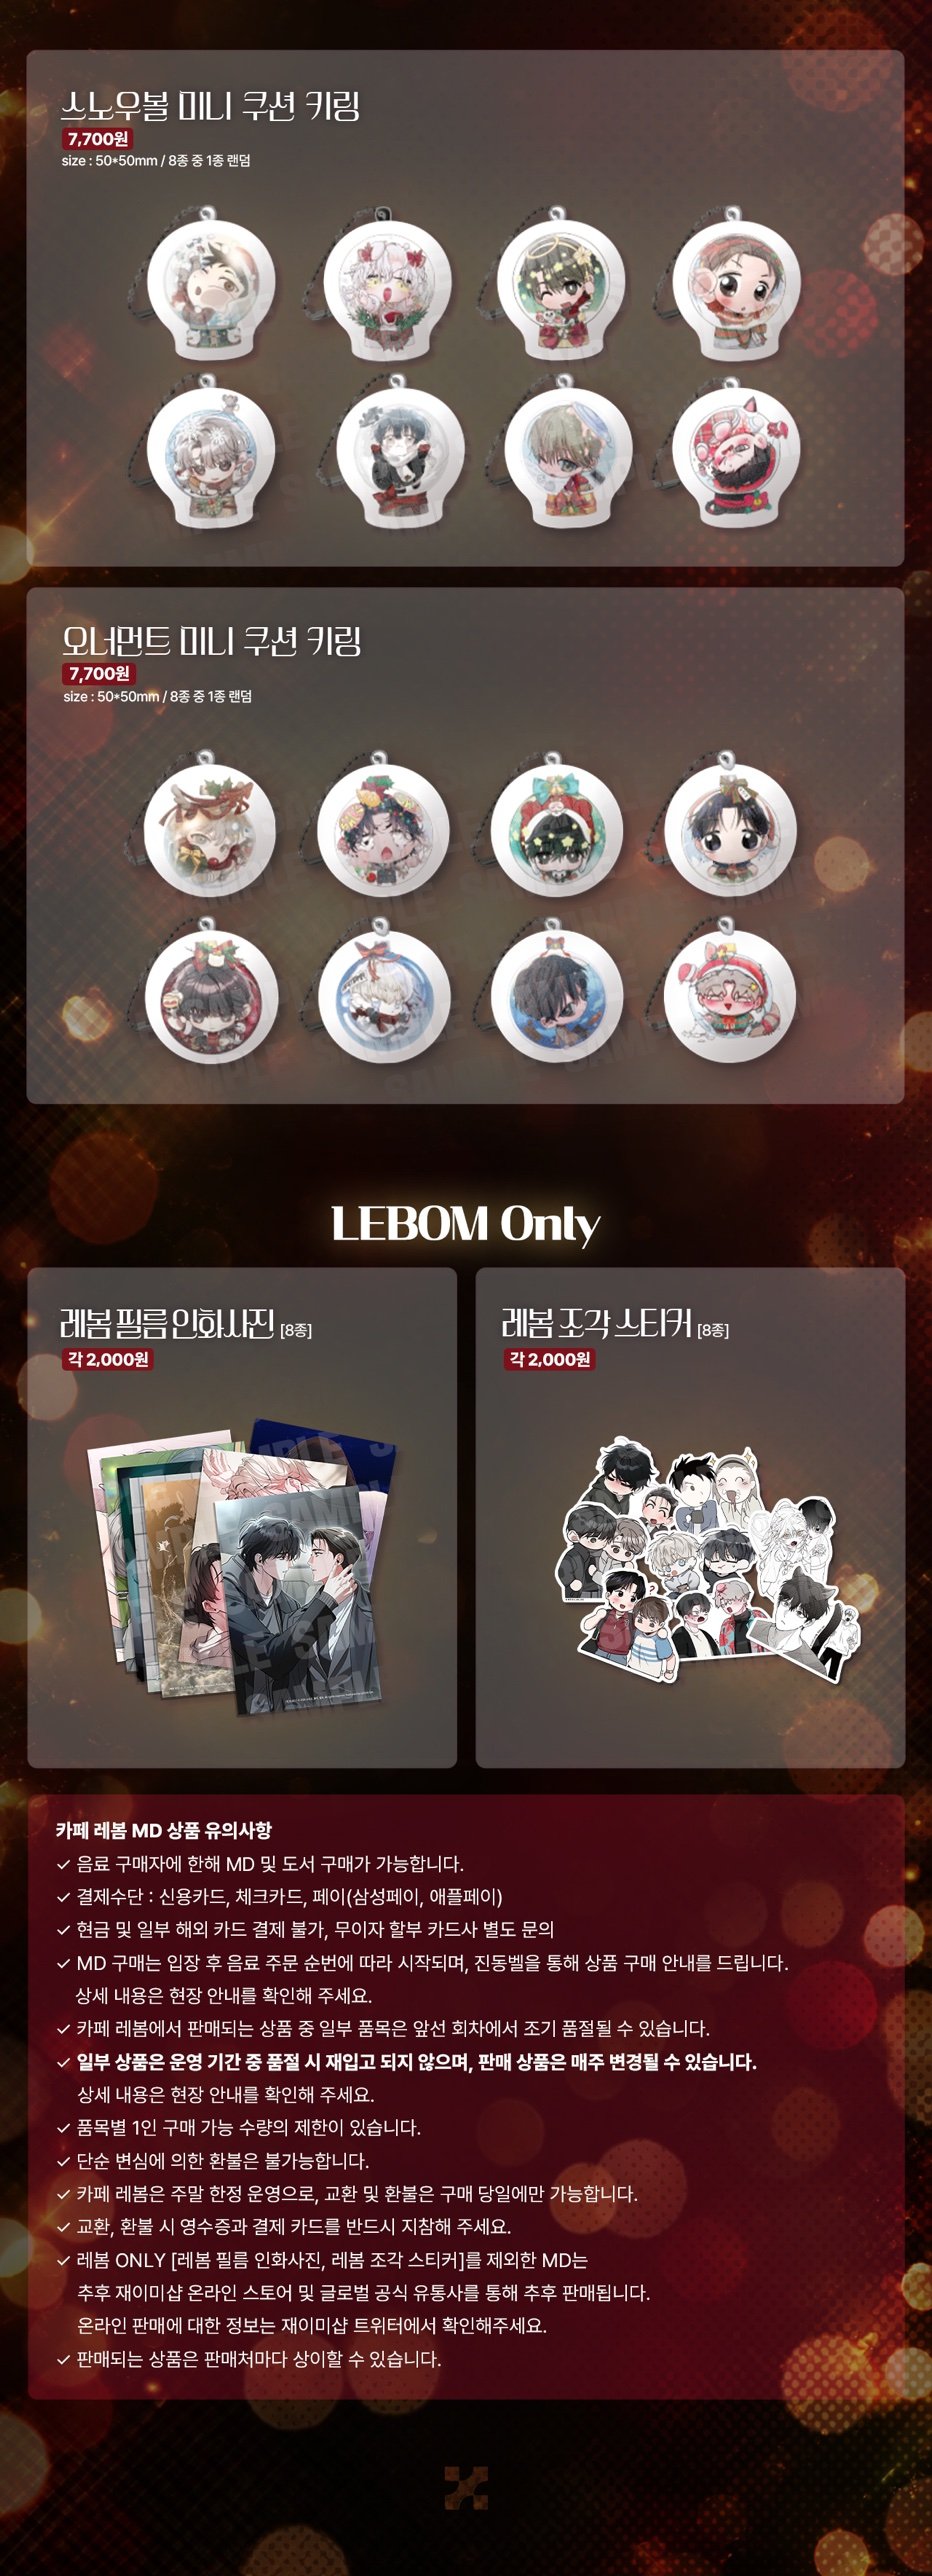 스노우볼 미니 쿠션 키링
7,700원
size : 50*50mm / 8종 중 1종 랜덤
오너먼트 미니 쿠션 키링
7,700원
size : 50*50mm / 8종 중 1종 랜덤
SAMPLE SAMPLE
LEBOM Only
레봄 필름 인화사진 [8종]
각 2,000원
레봄 조각 스티커 [8종]
각 2,000원
SAMPLE
카페 레봄 MD 상품 유의사항
✓ 음료 구매자에 한해 MD 및 도서 구매가 가능합니다.
✓ 결제수단 : 신용카드, 체크카드, 페이(삼성페이, 애플페이)
✓ 현금 및 일부 해외 카드 결제 불가, 무이자 할부 카드사 별도 문의
✓ MD 구매는 입장 후 음료 주문 순번에 따라 시작되며, 진동벨을 통해 상품 구매 안내를 드립니다.
상세 내용은 현장 안내를 확인해 주세요.
✓ 카페 레봄에서 판매되는 상품 중 일부 품목은 앞선 회차에서 조기 품절될 수 있습니다.
✓ 일부 상품은 운영 기간 중 품절 시 재입고 되지 않으며, 판매 상품은 매주 변경될 수 있습니다.
상세 내용은 현장 안내를 확인해 주세요.
✓ 품목별 1인 구매 가능 수량의 제한이 있습니다.
✓ 단순 변심에 의한 환불은 불가능합니다.
✓ 카페 레봄은 주말 한정 운영으로, 교환 및 환불은 구매 당일에만 가능합니다.
✓ 교환, 환불 시 영수증과 결제 카드를 반드시 지참해 주세요.
✓ 레봄 ONLY [레봄 필름 인화사진, 레봄 조각 스티커]를 제외한 MD는
추후 재이미샵 온라인 스토어 및 글로벌 공식 유통사를 통해 추후 판매됩니다.
온라인 판매에 대한 정보는 재이미샵 트위터에서 확인해주세요.
✓ 판매되는 상품은 판매처마다 상이할 수 있습니다.